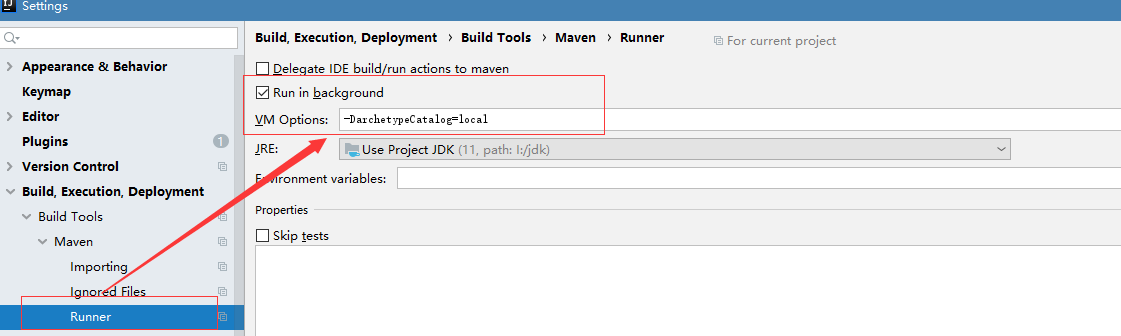 Settings
Build, Execution, Deployment › Build Tools › Maven › Runner
For current project
Appearance & Behavior
Keymap
Editor
Plugins 1
Version Control
Build, Execution, Deployment
Build Tools
Maven
Importing
Ignored Files
Runner
Delegate IDE build/run actions to maven
Run in background
VM Options: -DarchetypeCatalog=local
JRE: Use Project JDK (11, path: I:/jdk)
Environment variables:
Properties
Skip tests